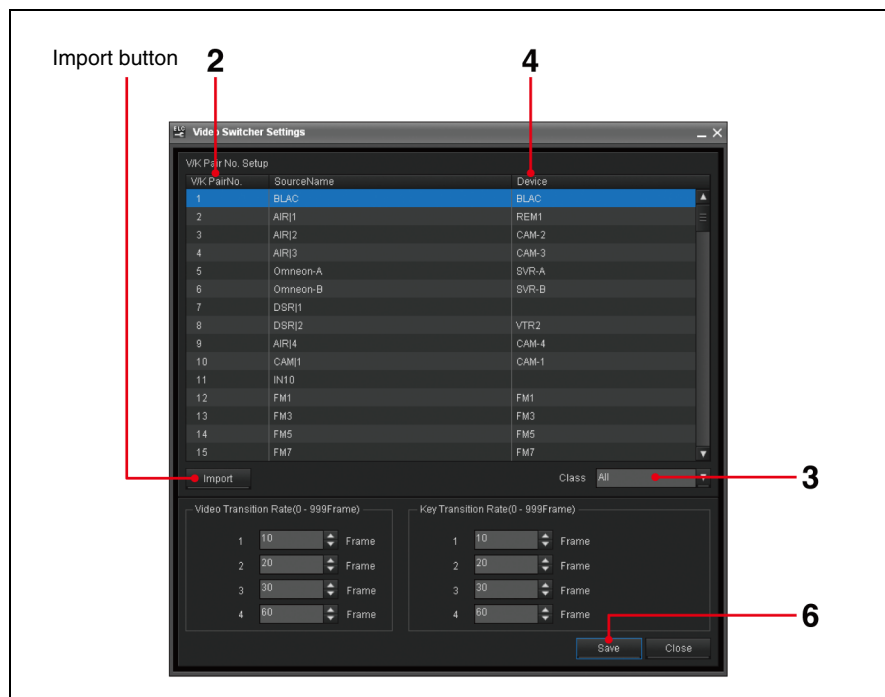 Import button 2 4
ELC
Video Switcher Settings
V/K Pair No. Setup
V/K PairNo. SourceName Device
1 BLAC BLAC
2 AIR|1 REM1
3 AIR|2 CAM-2
4 AIR|3 CAM-3
5 Omneon-A SVR-A
6 Omneon-B SVR-B
7 DSR|1
8 DSR|2 VTR2
9 AIR|4 CAM-4
10 CAM|1 CAM-1
11 IN10
12 FM1 FM1
13 FM3 FM3
14 FM5 FM5
15 FM7 FM7
Import Class All 3
Video Transition Rate(0 - 999Frame) Key Transition Rate(0 - 999Frame)
1 10 Frame 1 10 Frame
2 20 Frame 2 20 Frame
3 30 Frame 3 30 Frame
4 60 Frame 4 60 Frame
6
Save Close